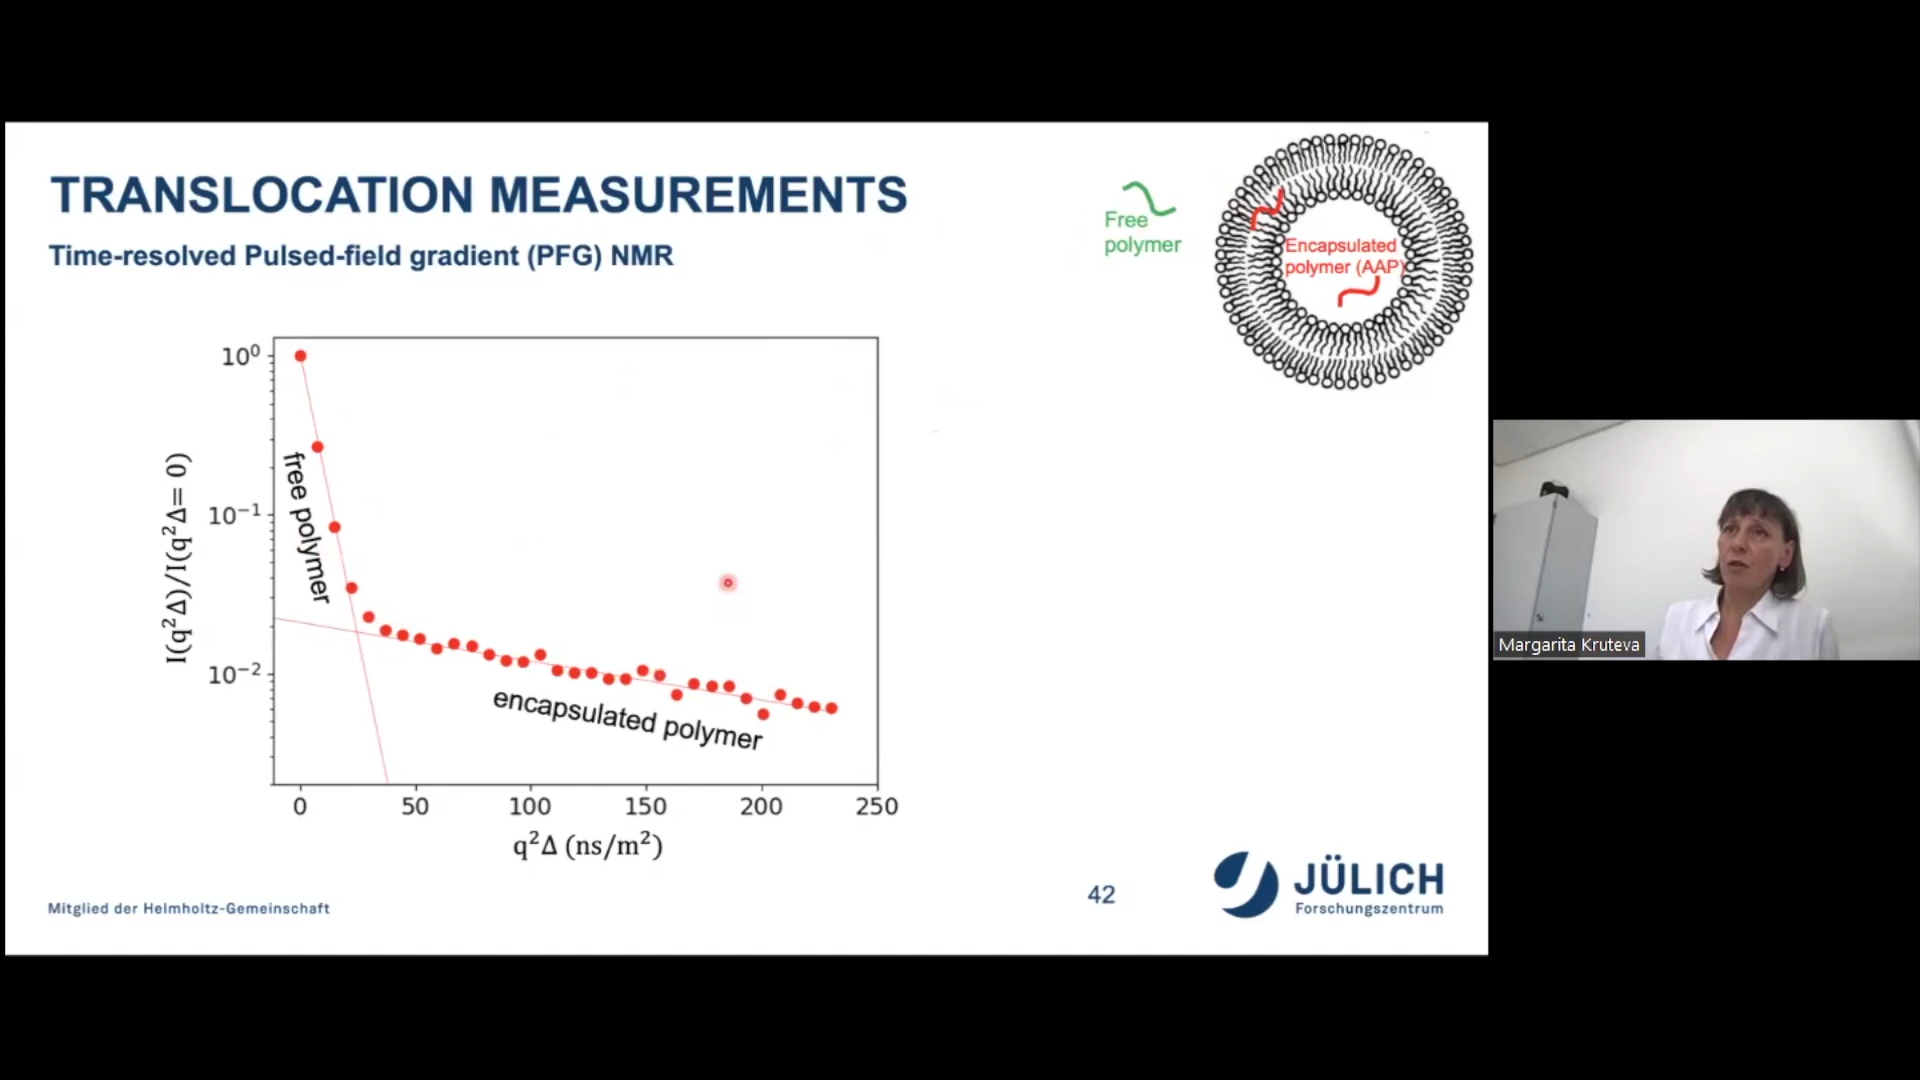 TRANSLOCATION MEASUREMENTS
Time-resolved Pulsed-field gradient (PFG) NMR
Free
polymer
Encapsulated
polymer (AAP)
I(q²Δ)/I(q²Δ= 0)
10⁰
10⁻¹
10⁻²
free polymer
encapsulated polymer
0 50 100 150 200 250
q²Δ (ns/m²)
Mitglied der Helmholtz-Gemeinschaft
42
JÜLICH
Forschungszentrum
Margarita Kruteva